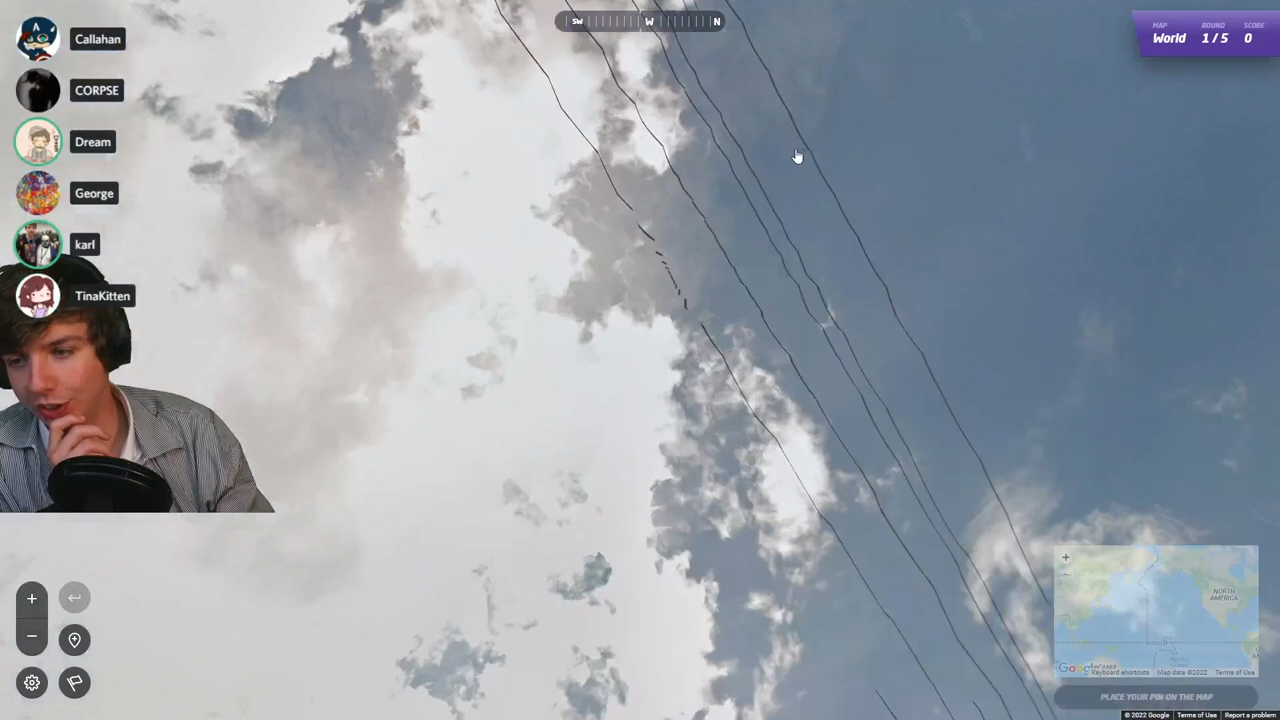 SW
W
N
MAP
ROUND
SCORE
World
1 / 5
0
Callahan
CORPSE
Dream
George
karl
TinaKitten
NORTH
AMERICA
Google
Keyboard shortcuts
Map data ©2022
Terms of Use
PLACE YOUR PIN ON THE MAP
© 2022 Google
Terms of Use
Report a problem